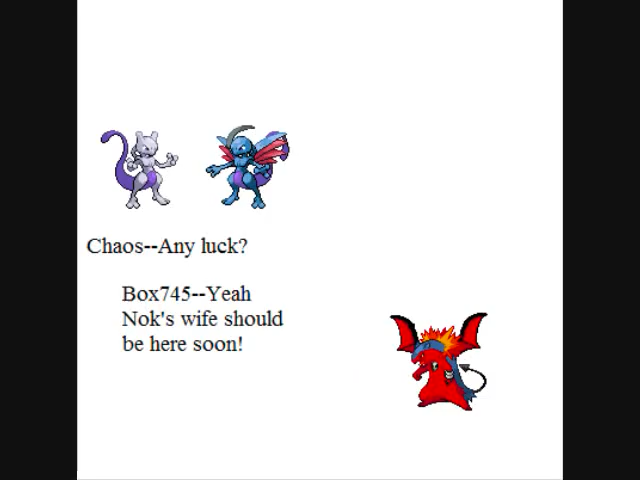 Chaos--Any luck?
Box745--Yeah
Nok's wife should
be here soon!